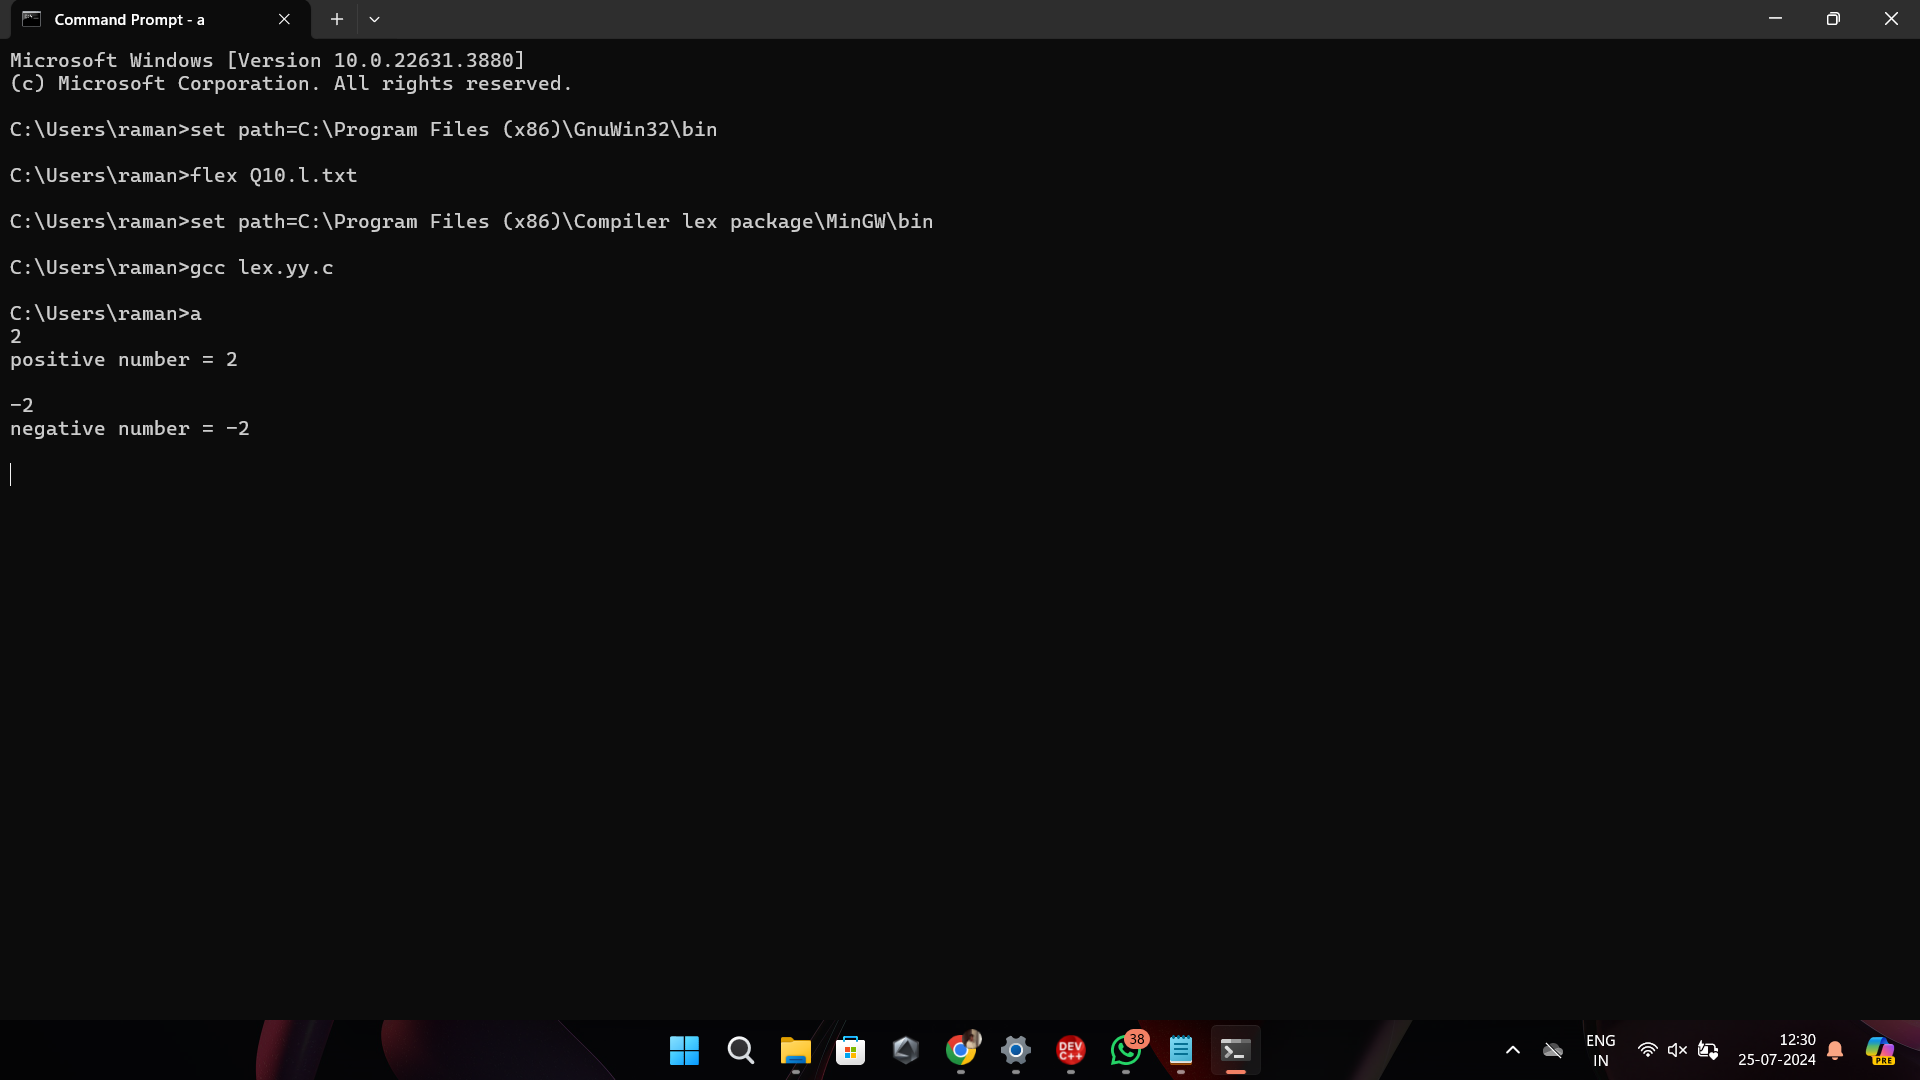 Command Prompt - a
Microsoft Windows [Version 10.0.22631.3880]
(c) Microsoft Corporation. All rights reserved.
C:\Users\raman>set path=C:\Program Files (x86)\GnuWin32\bin
C:\Users\raman>flex Q10.l.txt
C:\Users\raman>set path=C:\Program Files (x86)\Compiler lex package\MinGW\bin
C:\Users\raman>gcc lex.yy.c
C:\Users\raman>a
2
positive number = 2
-2
negative number = -2
DEV
C++
38
ENG
IN
12:30
25-07-2024
PRE